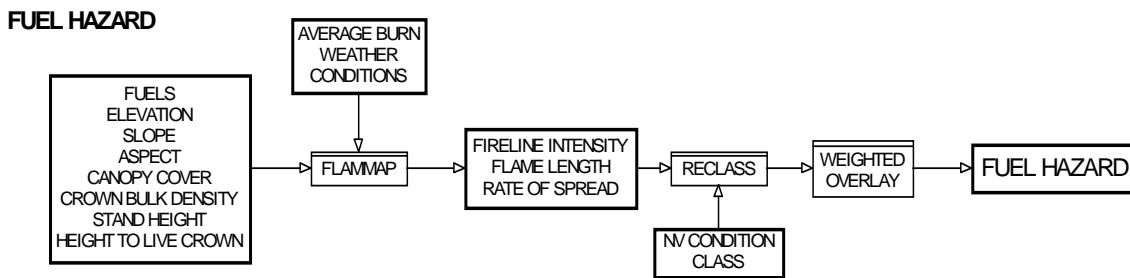 FUEL HAZARD
AVERAGE BURN
WEATHER
CONDITIONS
FUELS
ELEVATION
SLOPE
ASPECT
CANOPY COVER
CROWN BULK DENSITY
STAND HEIGHT
HEIGHT TO LIVE CROWN
FLAMMAP
FIRELINE INTENSITY
FLAME LENGTH
RATE OF SPREAD
RECLASS
NV CONDITION
CLASS
WEIGHTED
OVERLAY
FUEL HAZARD